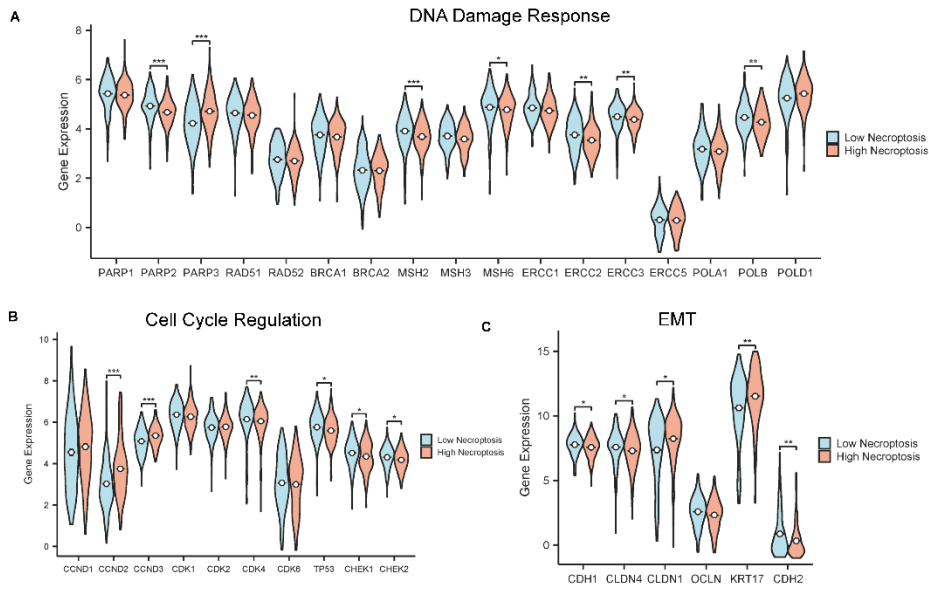 A
DNA Damage Response
***
***
***
*
**
**
**
8
6
4
2
0
Gene Expression
Low Necroptosis
High Necroptosis
PARP1 PARP2 PARP3 RAD51 RAD52 BRCA1 BRCA2 MSH2 MSH3 MSH6 ERCC1 ERCC2 ERCC3 ERCC5 POLA1 POLB POLD1
B
Cell Cycle Regulation
***
***
**
*
*
*
10
8
6
4
2
0
Gene Expression
Low Necroptosis
High Necroptosis
CCND1 CCND2 CCND3 CDK1 CDK2 CDK4 CDK6 TP53 CHEK1 CHEK2
C
EMT
*
*
*
**
**
15
10
5
0
Gene Expression
Low Necroptosis
High Necroptosis
CDH1 CLDN4 CLDN1 OCLN KRT17 CDH2